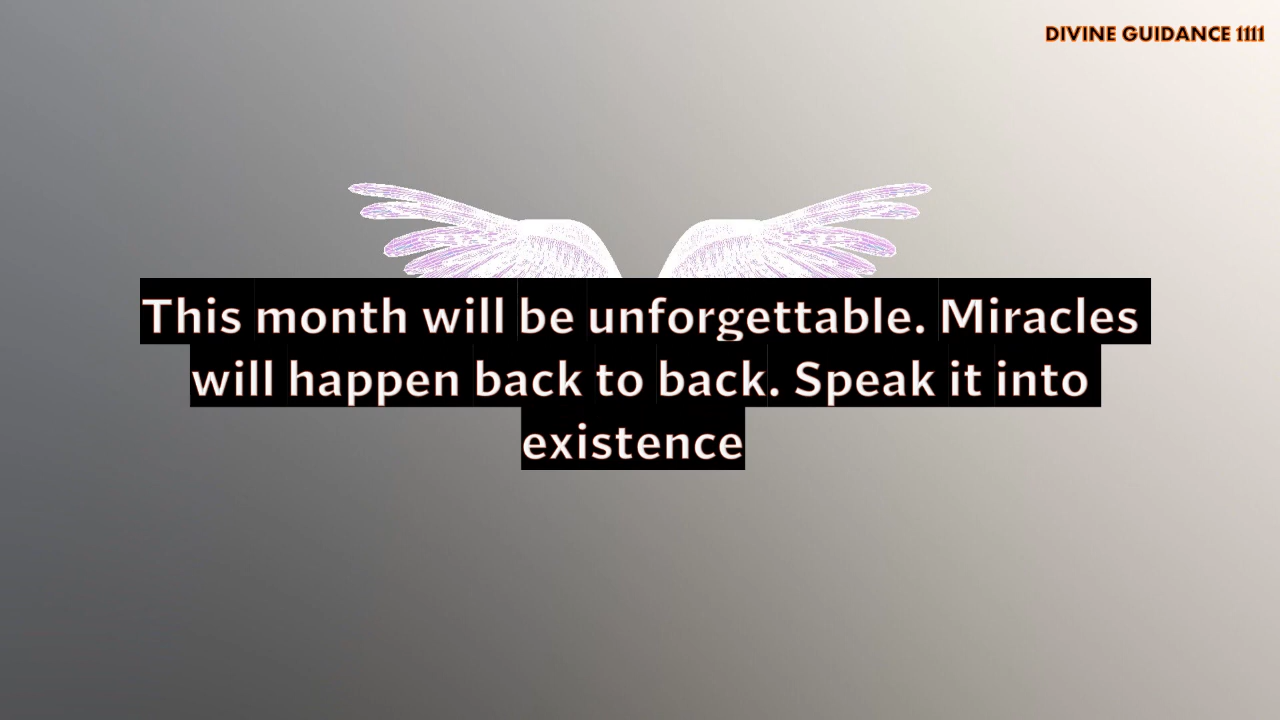 DIVINE GUIDANCE 1111
This month will be unforgettable. Miracles
will happen back to back. Speak it into
existence